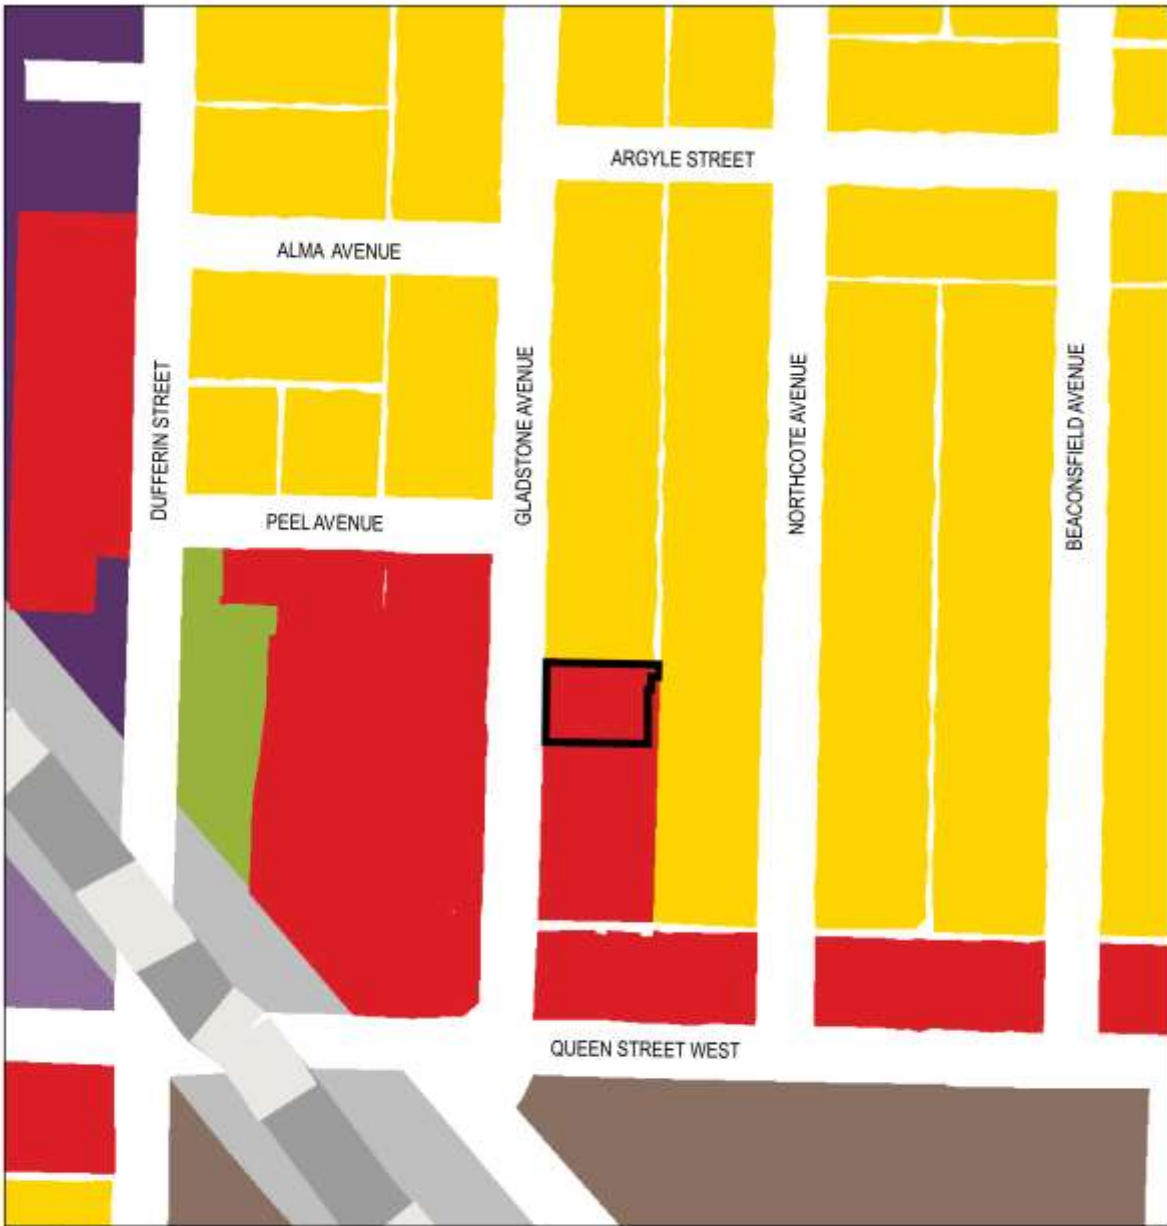 ARGYLE STREET
ALMA AVENUE
DUFFERIN STREET
GLADSTONE AVENUE
NORTHCOTE AVENUE
BEACONSFIELD AVENUE
PEEL AVENUE
QUEEN STREET WEST